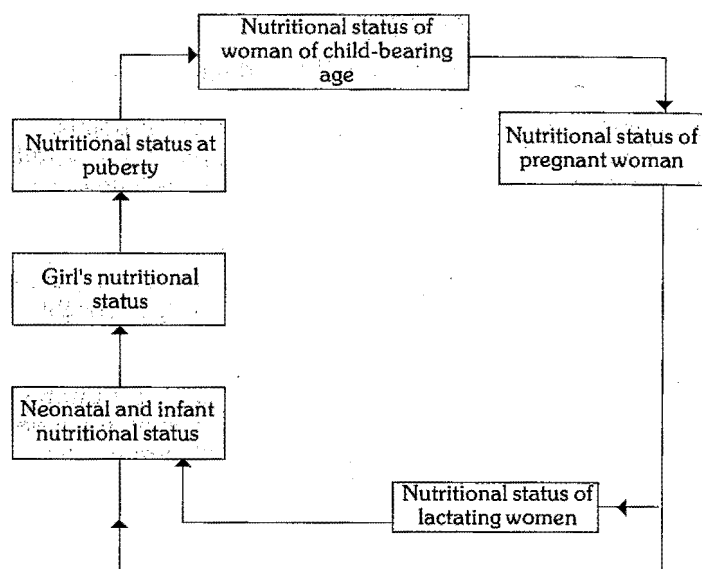 Nutritional status of
woman of child-bearing
age
Nutritional status at
puberty
Nutritional status of
pregnant woman
Girl's nutritional
status
Neonatal and infant
nutritional status
Nutritional status of
lactating women